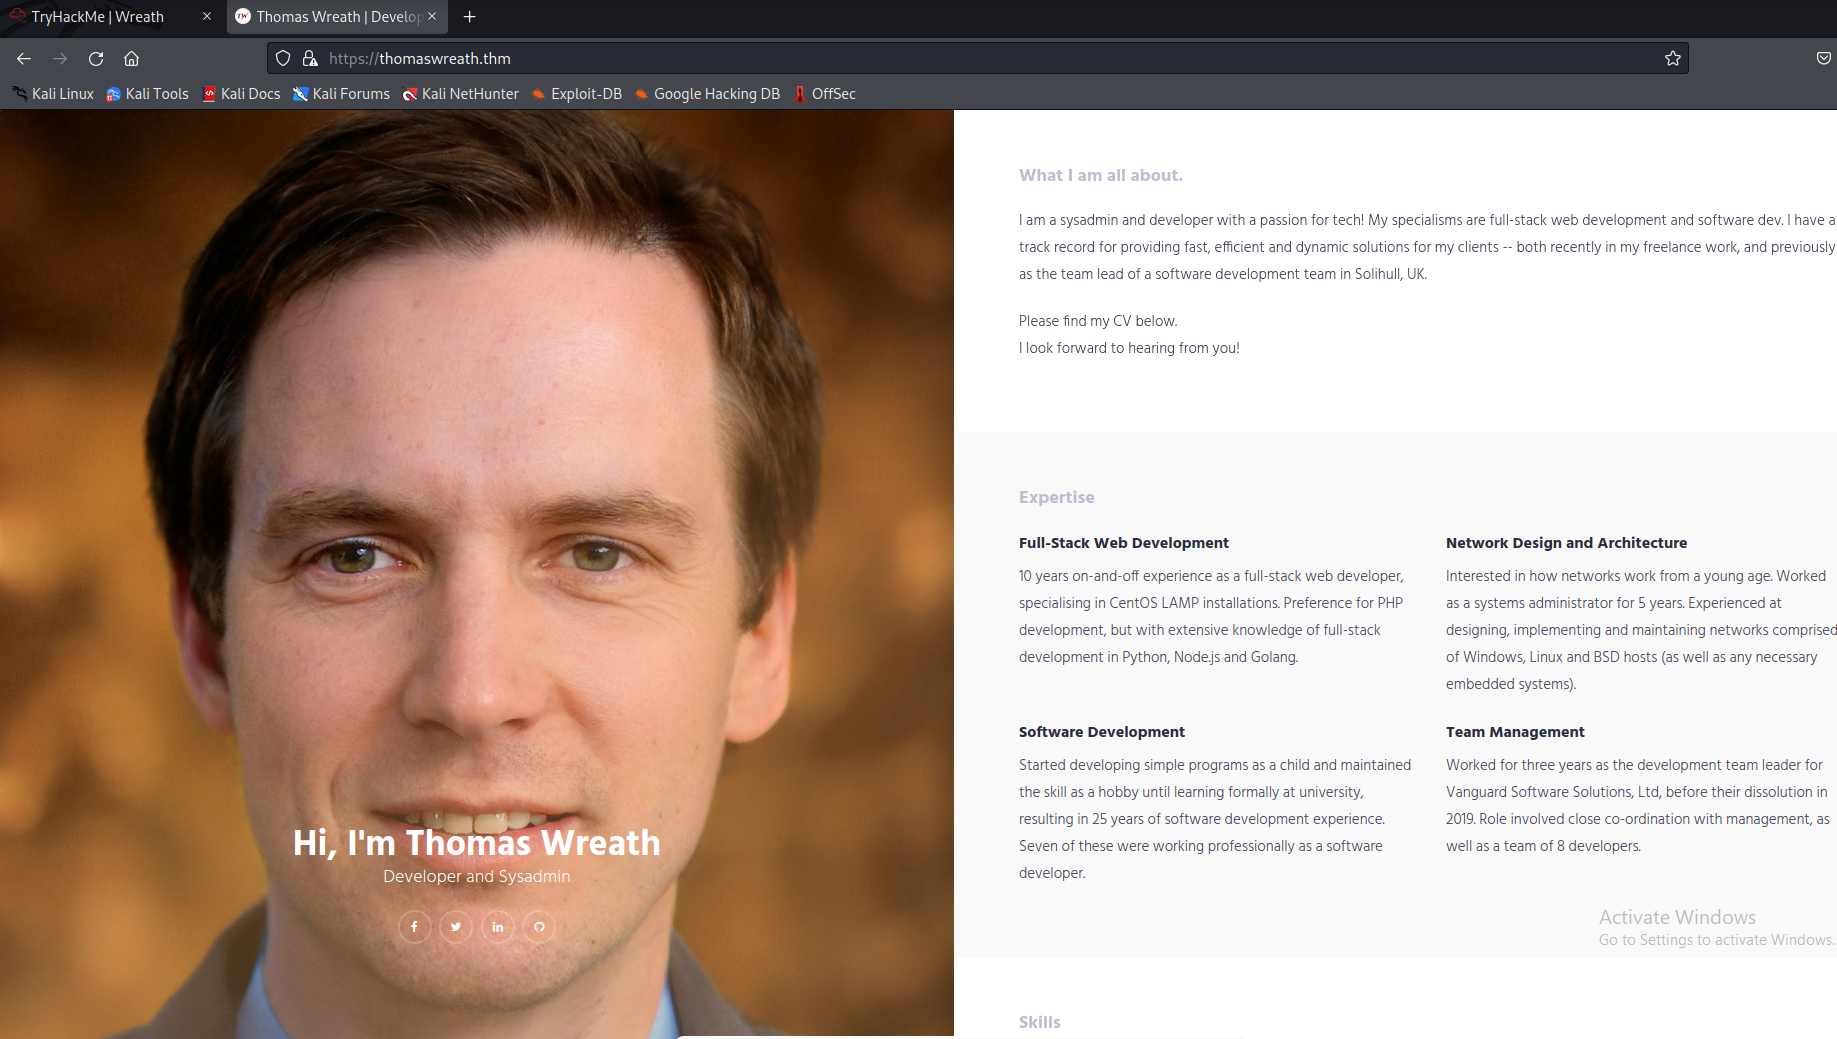 TryHackMe | Wreath
Thomas Wreath | Develop
https://thomaswreath.thm
Kali Linux Kali Tools Kali Docs Kali Forums Kali NetHunter Exploit-DB Google Hacking DB OffSec
Hi, I'm Thomas Wreath
Developer and Sysadmin
What I am all about.
I am a sysadmin and developer with a passion for tech! My specialisms are full-stack web development and software dev. I have a
track record for providing fast, efficient and dynamic solutions for my clients -- both recently in my freelance work, and previously
as the team lead of a software development team in Solihull, UK.
Please find my CV below.
I look forward to hearing from you!
Expertise
Full-Stack Web Development
10 years on-and-off experience as a full-stack web developer,
specialising in CentOS LAMP installations. Preference for PHP
development, but with extensive knowledge of full-stack
development in Python, Node.js and Golang.
Network Design and Architecture
Interested in how networks work from a young age. Worked
as a systems administrator for 5 years. Experienced at
designing, implementing and maintaining networks comprised
of Windows, Linux and BSD hosts (as well as any necessary
embedded systems).
Software Development
Started developing simple programs as a child and maintained
the skill as a hobby until learning formally at university,
resulting in 25 years of software development experience.
Seven of these were working professionally as a software
developer.
Team Management
Worked for three years as the development team leader for
Vanguard Software Solutions, Ltd, before their dissolution in
2019. Role involved close co-ordination with management, as
well as a team of 8 developers.
Activate Windows
Go to Settings to activate Windows.
Skills